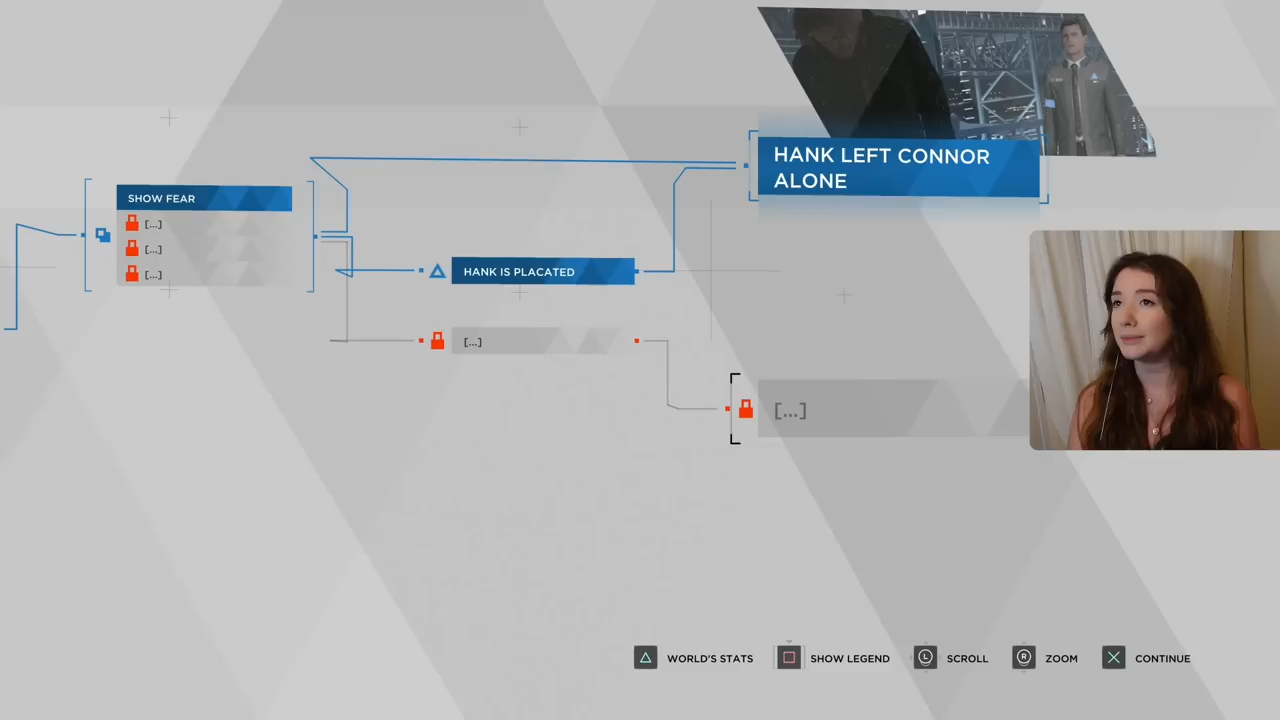 HANK LEFT CONNOR
ALONE
SHOW FEAR
[...]
[...]
[...]
HANK IS PLACATED
[...]
[...]
WORLD'S STATS
SHOW LEGEND
L SCROLL
R ZOOM
CONTINUE